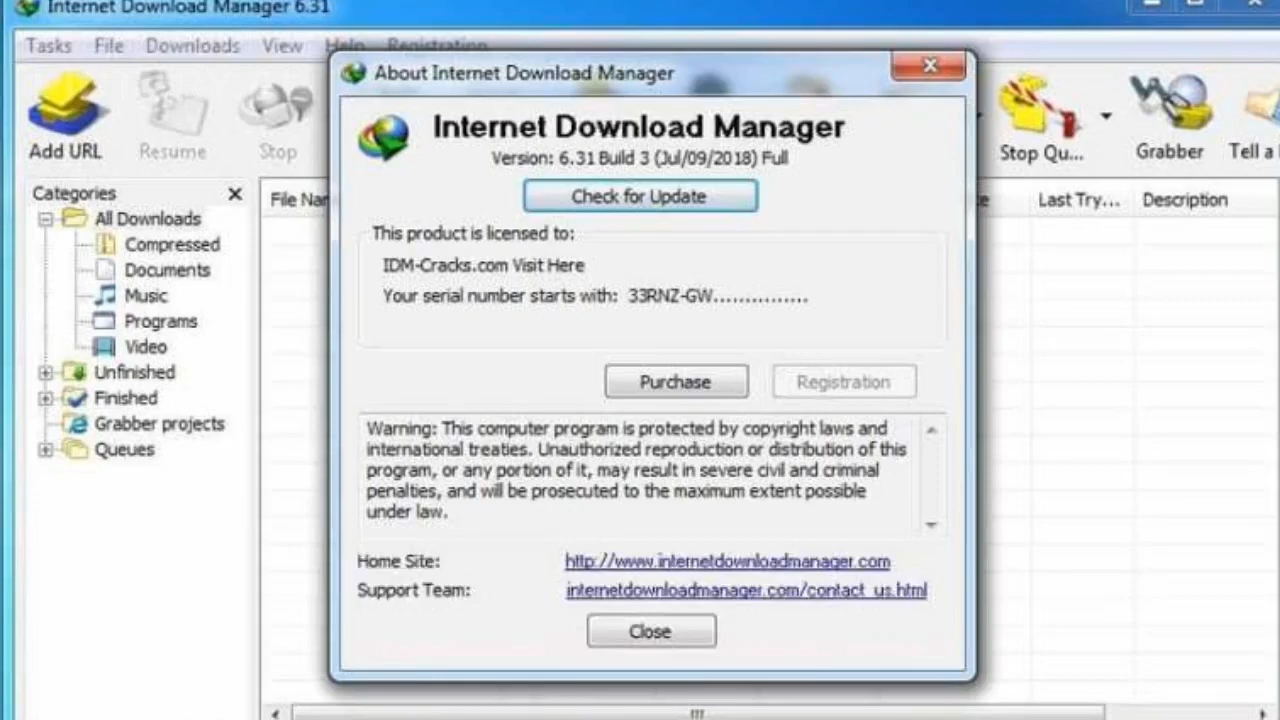 Internet Download Manager 6.31
Tasks File Downloads View Help Registration
About Internet Download Manager
Add URL
Resume
Stop
Stop Qu...
Grabber
Tell a
Internet Download Manager
Version: 6.31 Build 3 (Jul/09/2018) Full
Check for Update
Categories
All Downloads
Compressed
Documents
Music
Programs
Video
Unfinished
Finished
Grabber projects
Queues
File Nar
Last Try...
Description
This product is licensed to:
IDM-Cracks.com Visit Here
Your serial number starts with: 33RNZ-GW...............
Purchase
Registration
Warning: This computer program is protected by copyright laws and
international treaties. Unauthorized reproduction or distribution of this
program, or any portion of it, may result in severe civil and criminal
penalties, and will be prosecuted to the maximum extent possible
under law.
Home Site: http://www.internetdownloadmanager.com
Support Team: internetdownloadmanager.com/contact_us.html
Close